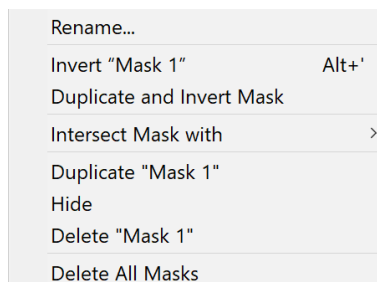 Rename...
Invert “Mask 1” Alt+'
Duplicate and Invert Mask
Intersect Mask with >
Duplicate "Mask 1"
Hide
Delete "Mask 1"
Delete All Masks